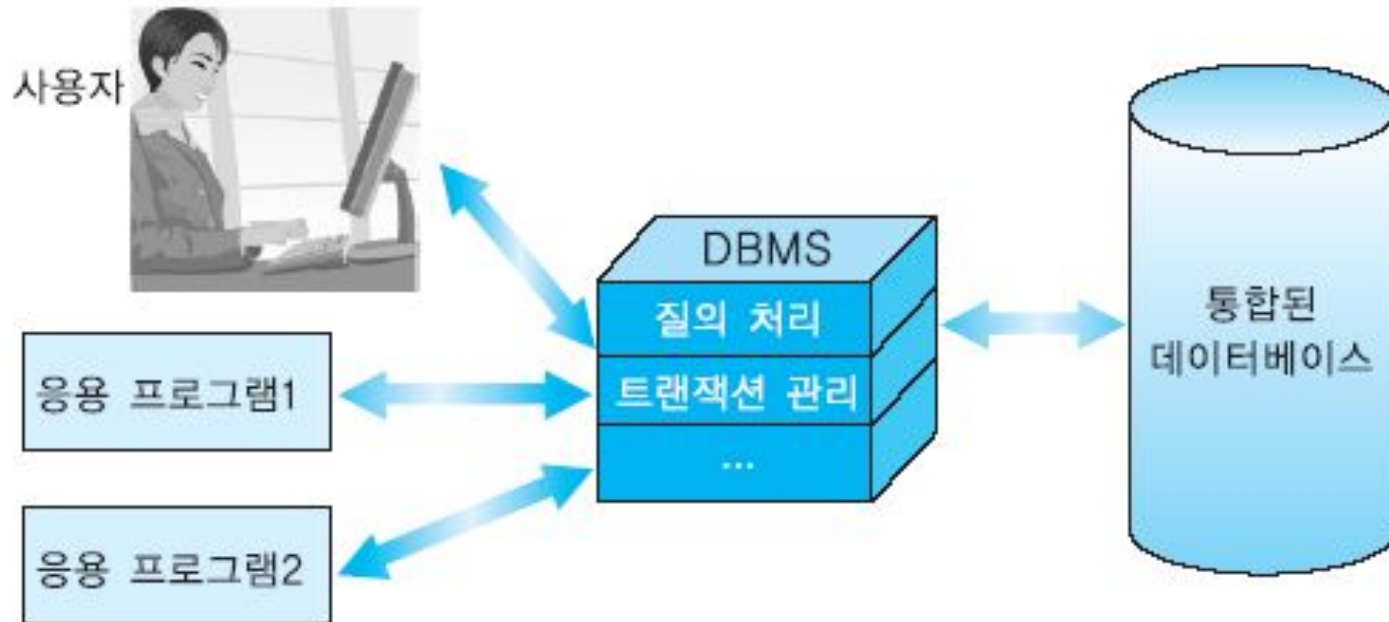 사용자
DBMS
질의 처리
트랜잭션 관리
...
통합된
데이터베이스
응용 프로그램1
응용 프로그램2